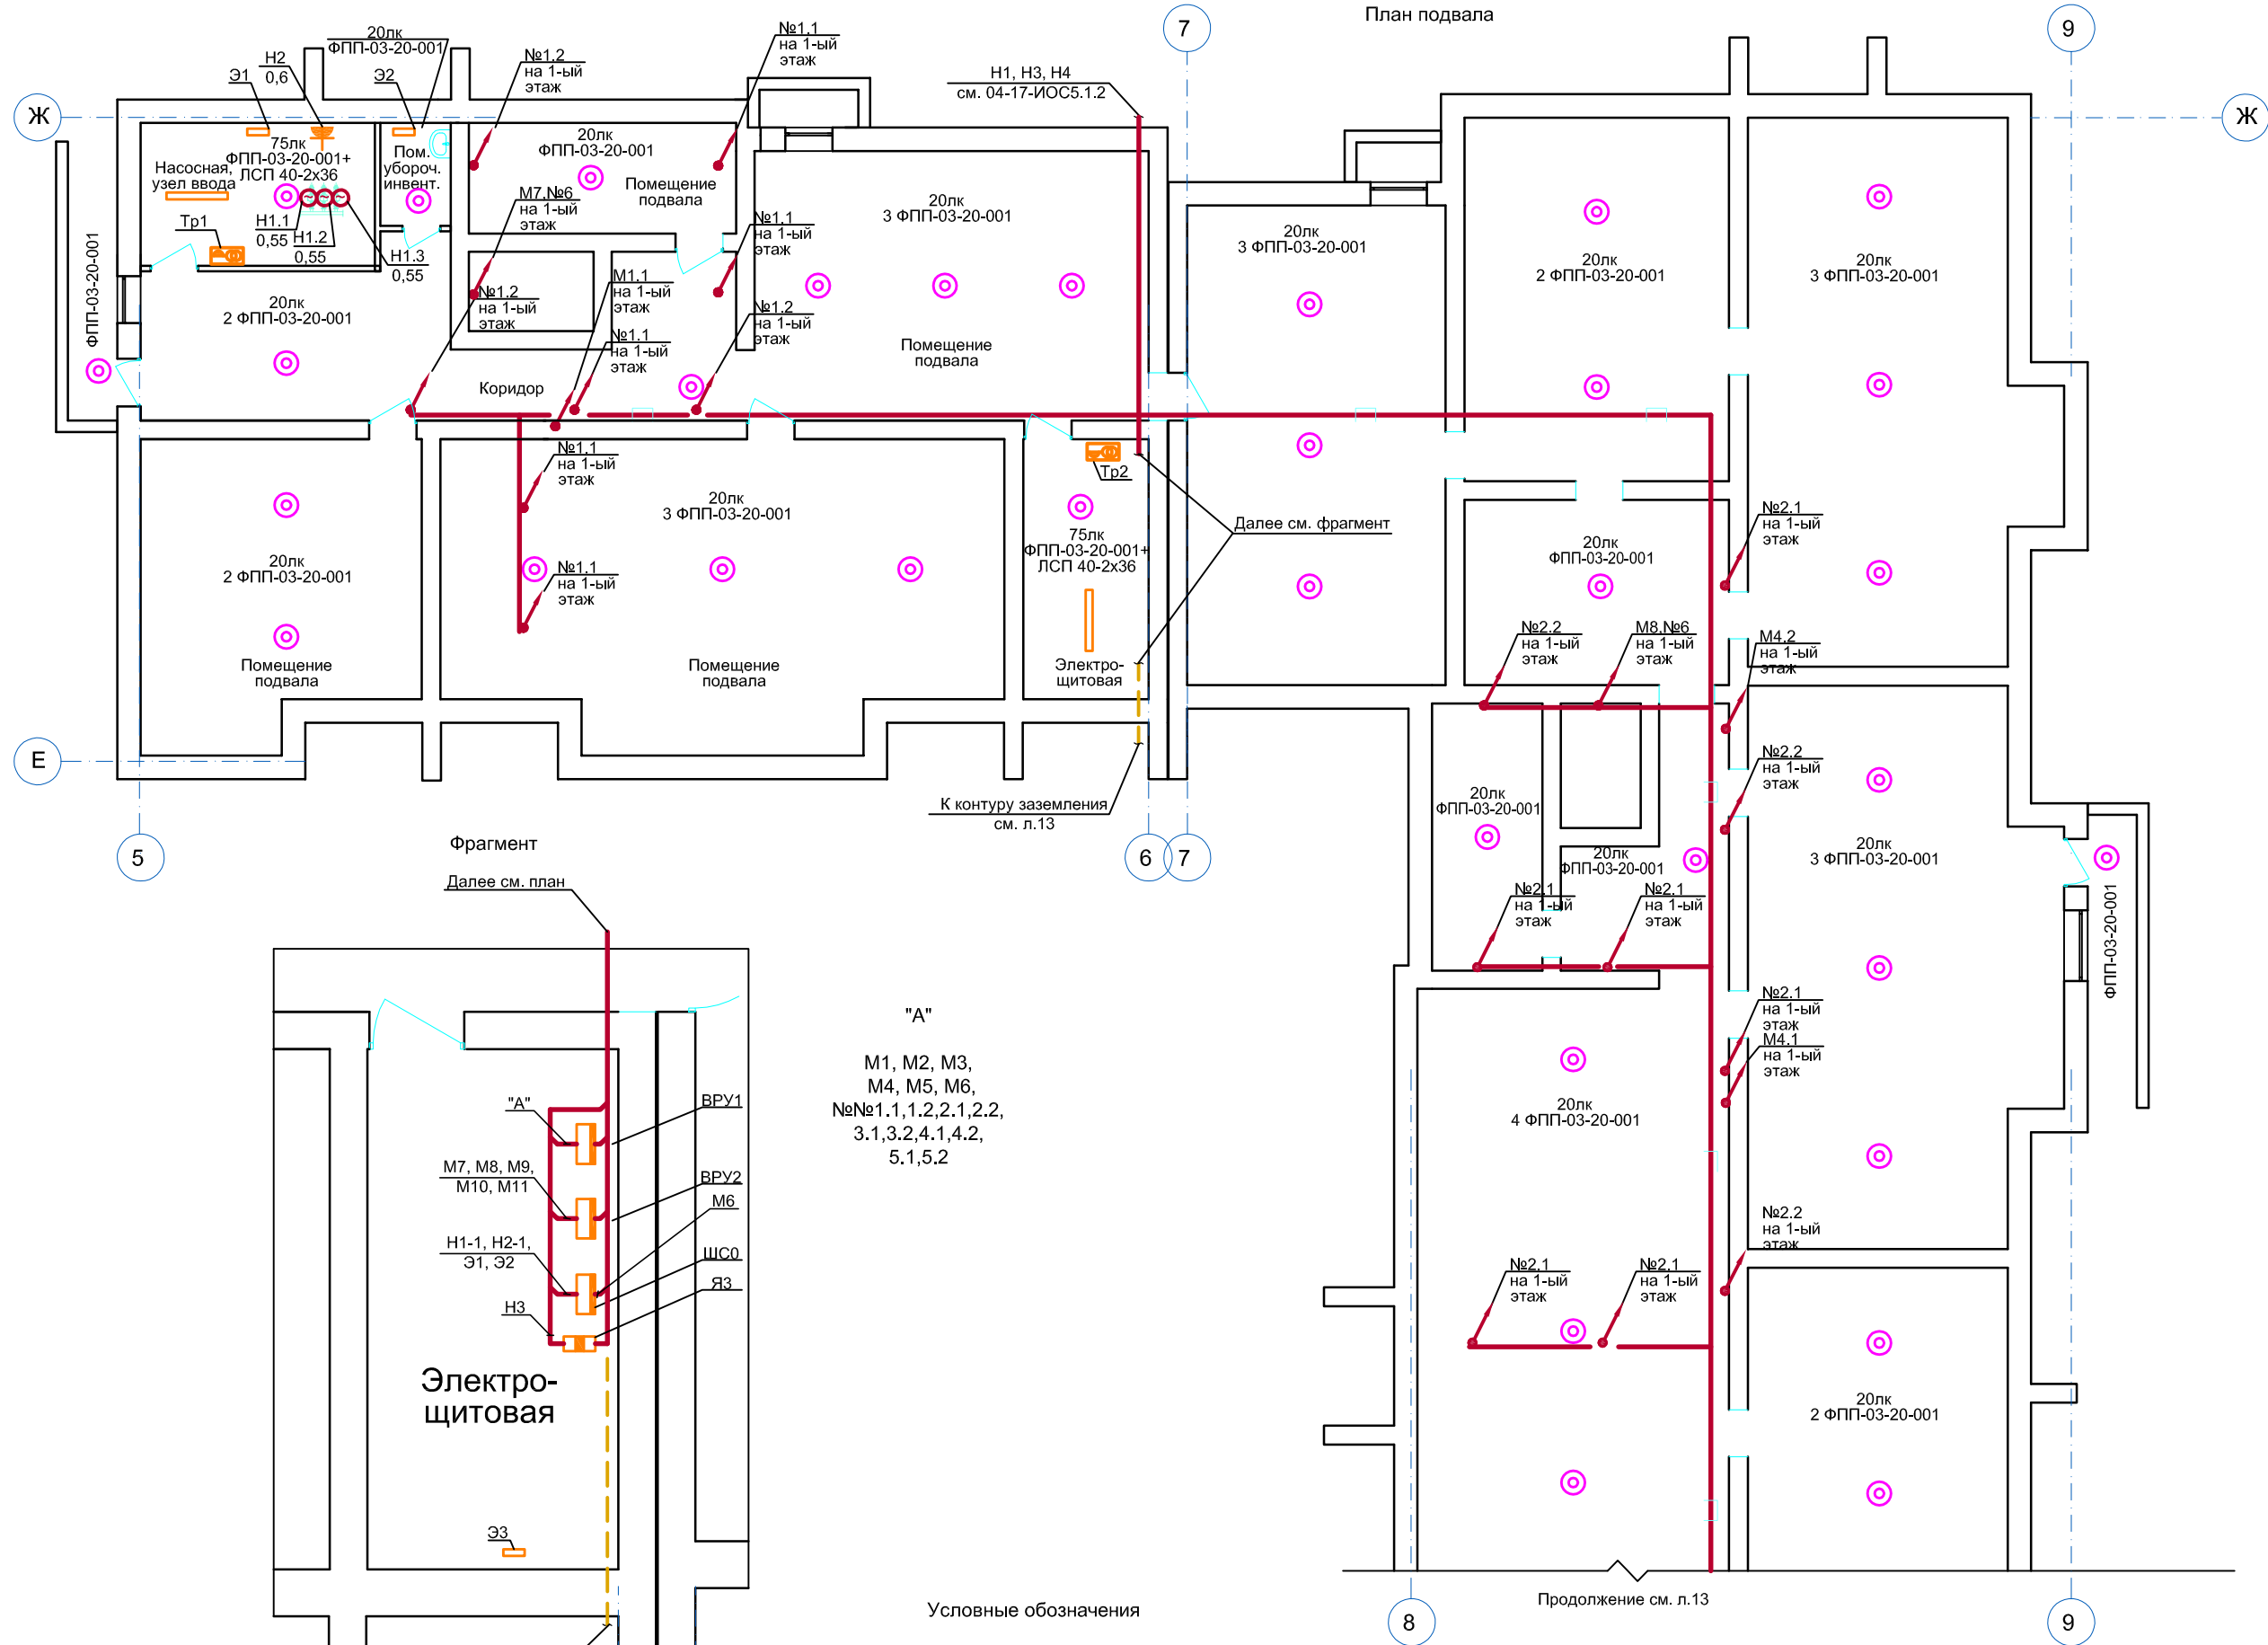 План подвала
7
9
Ж
Ж
20лк
ФПП-03-20-001
Н2
0,6
Э1
Э2
№1.2
на 1-ый
этаж
№1.1
на 1-ый
этаж
Н1, Н3, Н4
см. 04-17-ИОС5.1.2
75лк
ФПП-03-20-001+
ЛСП 40-2х36
Насосная,
узел ввода
Пом.
убороч.
инвент.
20лк
ФПП-03-20-001
Помещение
подвала
Тр1
Н1.1
0,55
Н1.2
0,55
Н1.3
0,55
М7,№6
на 1-ый
этаж
№1.1
на 1-ый
этаж
20лк
3 ФПП-03-20-001
20лк
3 ФПП-03-20-001
20лк
2 ФПП-03-20-001
20лк
3 ФПП-03-20-001
ФПП-03-20-001
20лк
2 ФПП-03-20-001
№1.2
на 1-ый
этаж
М1.1
на 1-ый
этаж
№1.1
на 1-ый
этаж
№1.2
на 1-ый
этаж
Помещение
подвала
Коридор
№1.1
на 1-ый
этаж
20лк
3 ФПП-03-20-001
Тр2
75лк
ФПП-03-20-001+
ЛСП 40-2х36
Далее см. фрагмент
20лк
ФПП-03-20-001
№2.1
на 1-ый
этаж
20лк
2 ФПП-03-20-001
№1.1
на 1-ый
этаж
Помещение
подвала
Помещение
подвала
Электро-
щитовая
№2.2
на 1-ый
этаж
М8,№6
на 1-ый
этаж
М4.2
на 1-ый
этаж
№2.2
на 1-ый
этаж
Е
К контуру заземления
см. л.13
5
6
7
20лк
ФПП-03-20-001
20лк
ФПП-03-20-001
20лк
3 ФПП-03-20-001
ФПП-03-20-001
№2.1
на 1-ый
этаж
№2.1
на 1-ый
этаж
№2.1
на 1-ый
этаж
М4.1
на 1-ый
этаж
20лк
4 ФПП-03-20-001
№2.2
на 1-ый
этаж
№2.1
на 1-ый
этаж
№2.1
на 1-ый
этаж
20лк
2 ФПП-03-20-001
Продолжение см. л.13
8
9
Фрагмент
Далее см. план
"А"
ВРУ1
М7, М8, М9,
М10, М11
ВРУ2
М6
Н1-1, Н2-1,
Э1, Э2
ШС0
ЯЗ
Н3
Электро-
щитовая
Э3
"А"
М1, М2, М3,
М4, М5, М6,
№№1.1,1.2,2.1,2.2,
3.1,3.2,4.1,4.2,
5.1,5.2
Условные обозначения